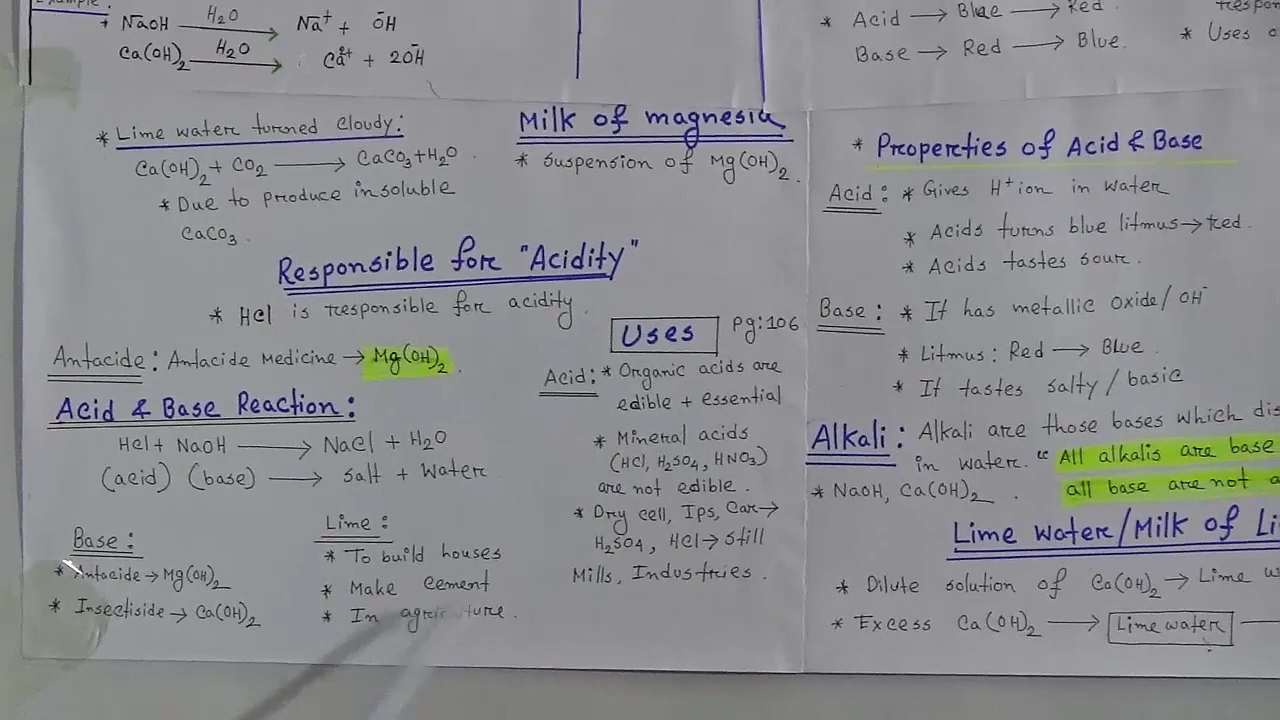 Example:
* NaOH —H₂O→ Na⁺ + ŌH
Ca(OH)₂ —H₂O→ Ca²⁺ + 2ŌH
* Acid → Blue → Red
Base → Red → Blue.
* Uses
* Lime water turned cloudy:
Ca(OH)₂ + CO₂ → CaCO₃ + H₂O
* Due to produce insoluble
CaCO₃.
Milk of magnesia
* suspension of Mg(OH)₂.
Responsible for "Acidity"
* Hcl is responsible for acidity
Antacide: Antacide Medicine → Mg(OH)₂.
Acid & Base Reaction:
Hcl + NaOH → Nacl + H₂O
(acid) (base) → salt + water
Base:
* Antacide → Mg(OH)₂
* Insectiside → Ca(OH)₂
Lime:
* To build houses
* Make cement
* In agriculture.
Uses Pg:106
Acid: * Organic acids are
edible + essential
* Mineral acids
(HCl, H₂SO₄, HNO₃)
are not edible.
* Dry cell, Ips, Car →
H₂SO₄, HCl → Still
Mills, Industries.
* Properties of Acid & Base
Acid: * Gives H⁺ ion in water
* Acids turns blue litmus → red.
* Acids tastes sour.
Base: * It has metallic oxide/OH⁻
* Litmus: Red → Blue.
* It tastes salty/basic
Alkali: Alkali are those bases which
in water. "All alkalis are base
all base are not
* NaOH, Ca(OH)₂.
Lime water/Milk of
* Dilute solution of Ca(OH)₂ → Lime
* Excess Ca(OH)₂ → Lime water →